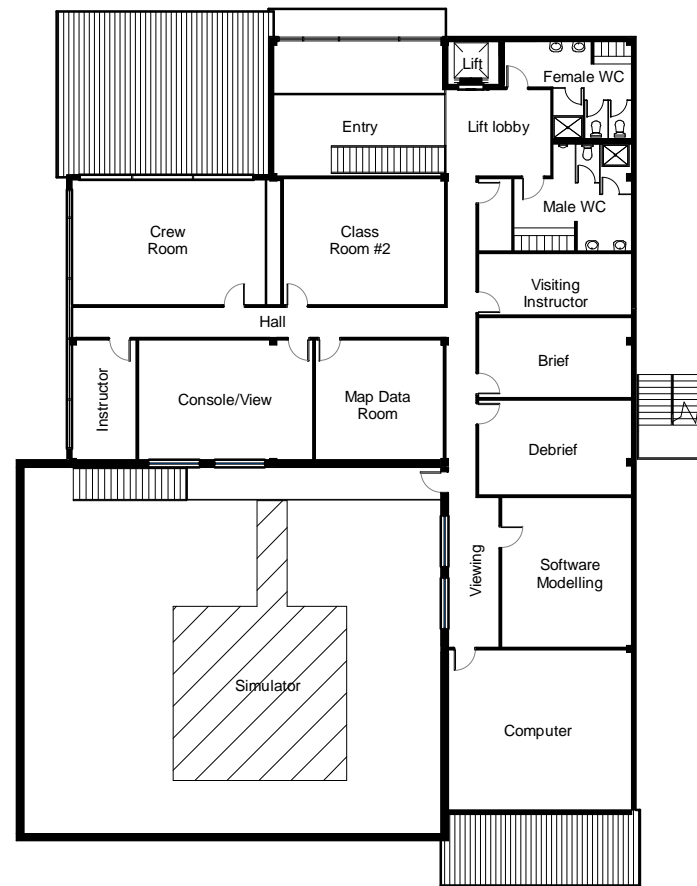 Lift
Female WC
Entry
Lift lobby
Male WC
Crew
Room
Class
Room #2
Visiting
Instructor
Hall
Brief
Instructor
Console/View
Map Data
Room
Debrief
Viewing
Software
Modelling
Simulator
Computer